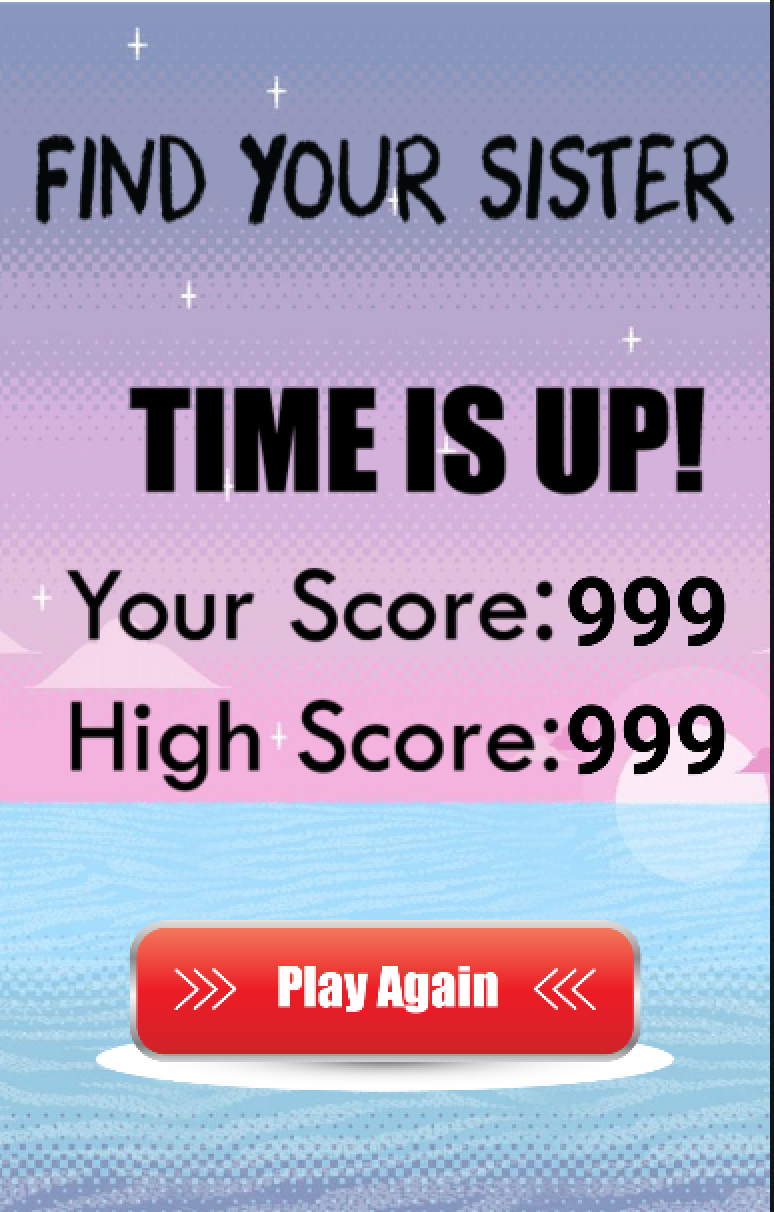 FIND YOUR SISTER
TIME IS UP!
Your Score:999
High Score:999
>>> Play Again <<<